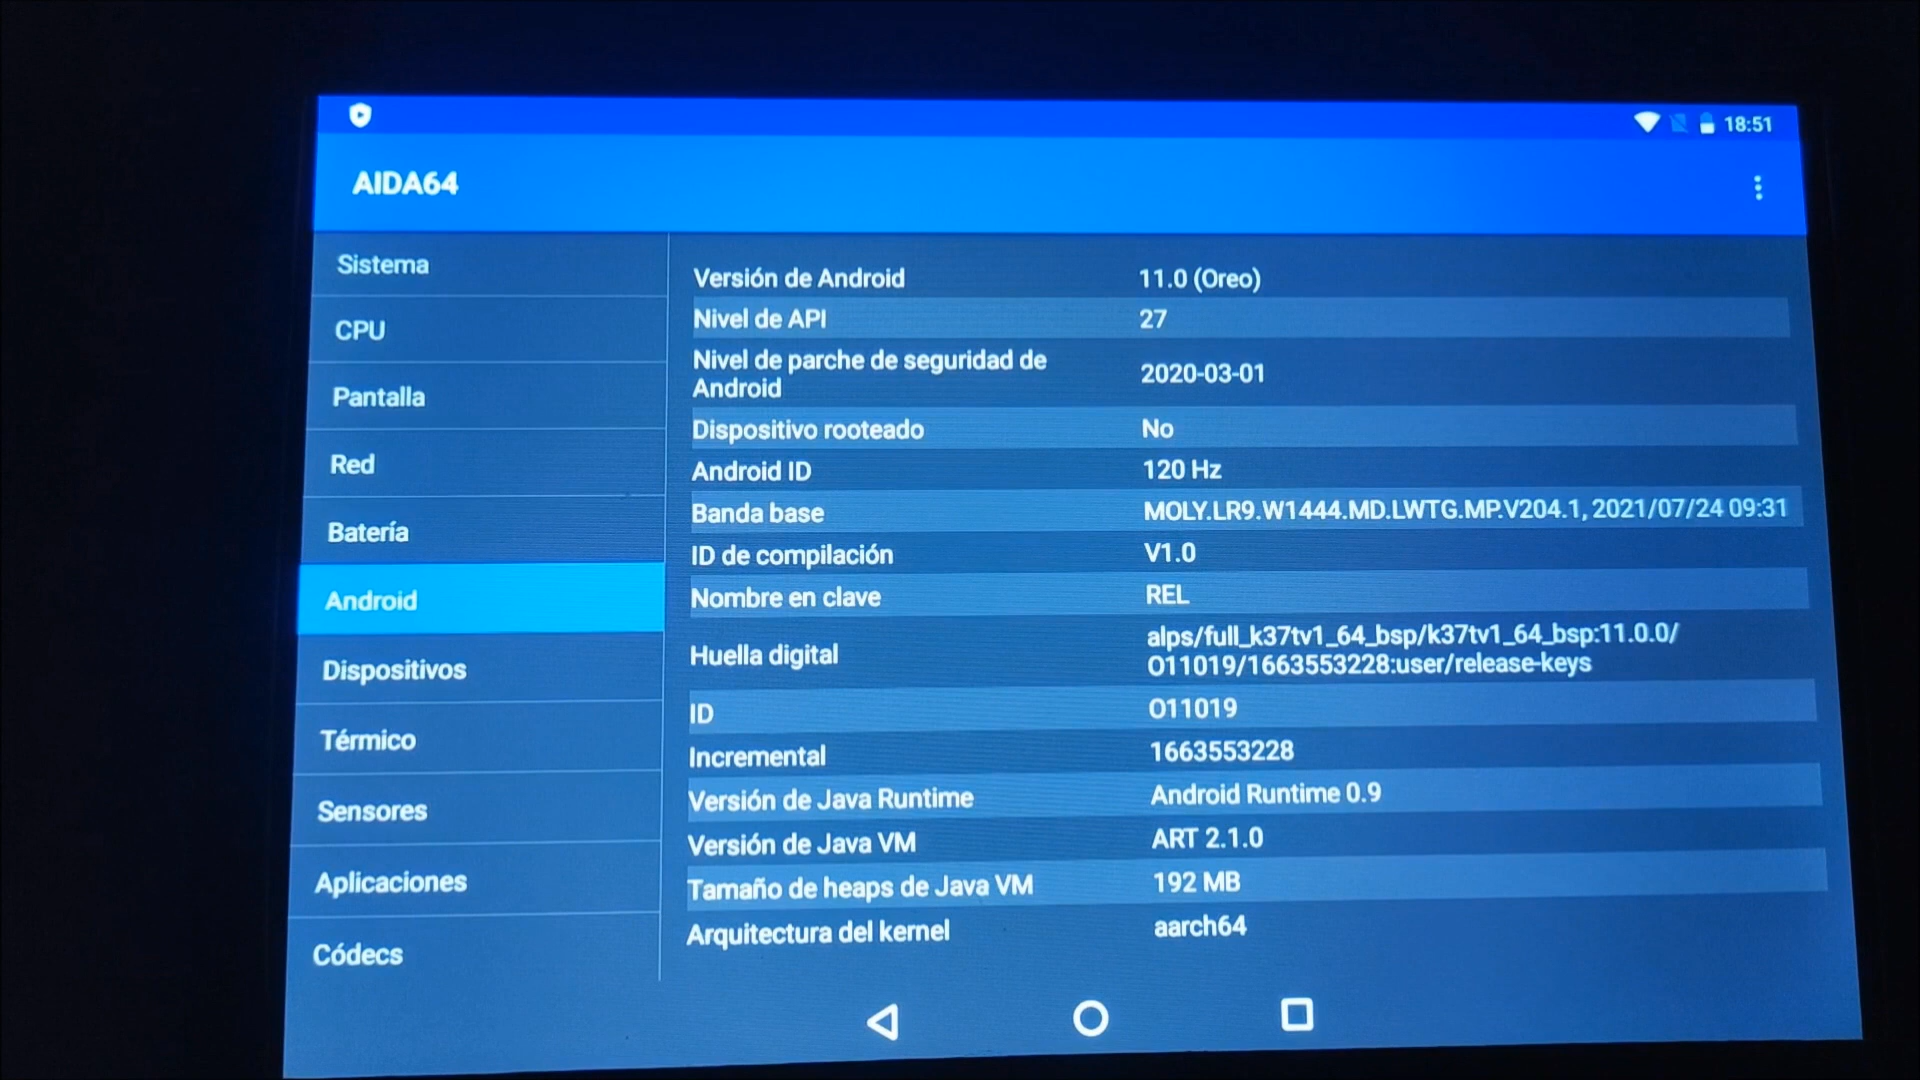 18:51
AIDA64
Sistema
CPU
Pantalla
Red
Batería
Android
Dispositivos
Térmico
Sensores
Aplicaciones
Códecs
Versión de Android 11.0 (Oreo)
Nivel de API 27
Nivel de parche de seguridad de
Android 2020-03-01
Dispositivo rooteado No
Android ID 120 Hz
Banda base MOLY.LR9.W1444.MD.LWTG.MP.V204.1, 2021/07/24 09:31
ID de compilación V1.0
Nombre en clave REL
Huella digital alps/full_k37tv1_64_bsp/k37tv1_64_bsp:11.0.0/
O11019/1663553228:user/release-keys
ID O11019
Incremental 1663553228
Versión de Java Runtime Android Runtime 0.9
Versión de Java VM ART 2.1.0
Tamaño de heaps de Java VM 192 MB
Arquitectura del kernel aarch64